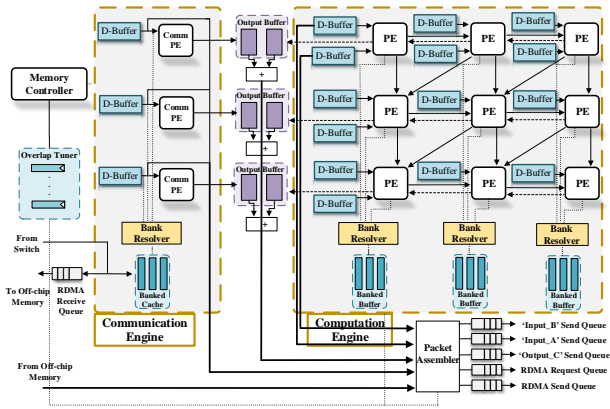 D-Buffer
Comm
PE
Output Buffer
+
D-Buffer
D-Buffer
PE
D-Buffer
D-Buffer
PE
D-Buffer
D-Buffer
PE
Memory
Controller
D-Buffer
Comm
PE
Output Buffer
+
D-Buffer
D-Buffer
PE
D-Buffer
PE
D-Buffer
PE
Overlap Tuner
D-Buffer
Comm
PE
Output Buffer
+
D-Buffer
D-Buffer
PE
D-Buffer
PE
D-Buffer
PE
From
Switch
To Off-chip
Memory
RDMA
Receive
Queue
Bank
Resolver
Banked
Cache
Bank
Resolver
Banked
Buffer
Bank
Resolver
Banked
Buffer
Bank
Resolver
Banked
Buffer
Communication
Engine
Computation
Engine
From Off-chip
Memory
Packet
Assembler
'Input_B' Send Queue
'Input_A' Send Queue
'Output_C' Send Queue
RDMA Request Queue
RDMA Send Queue